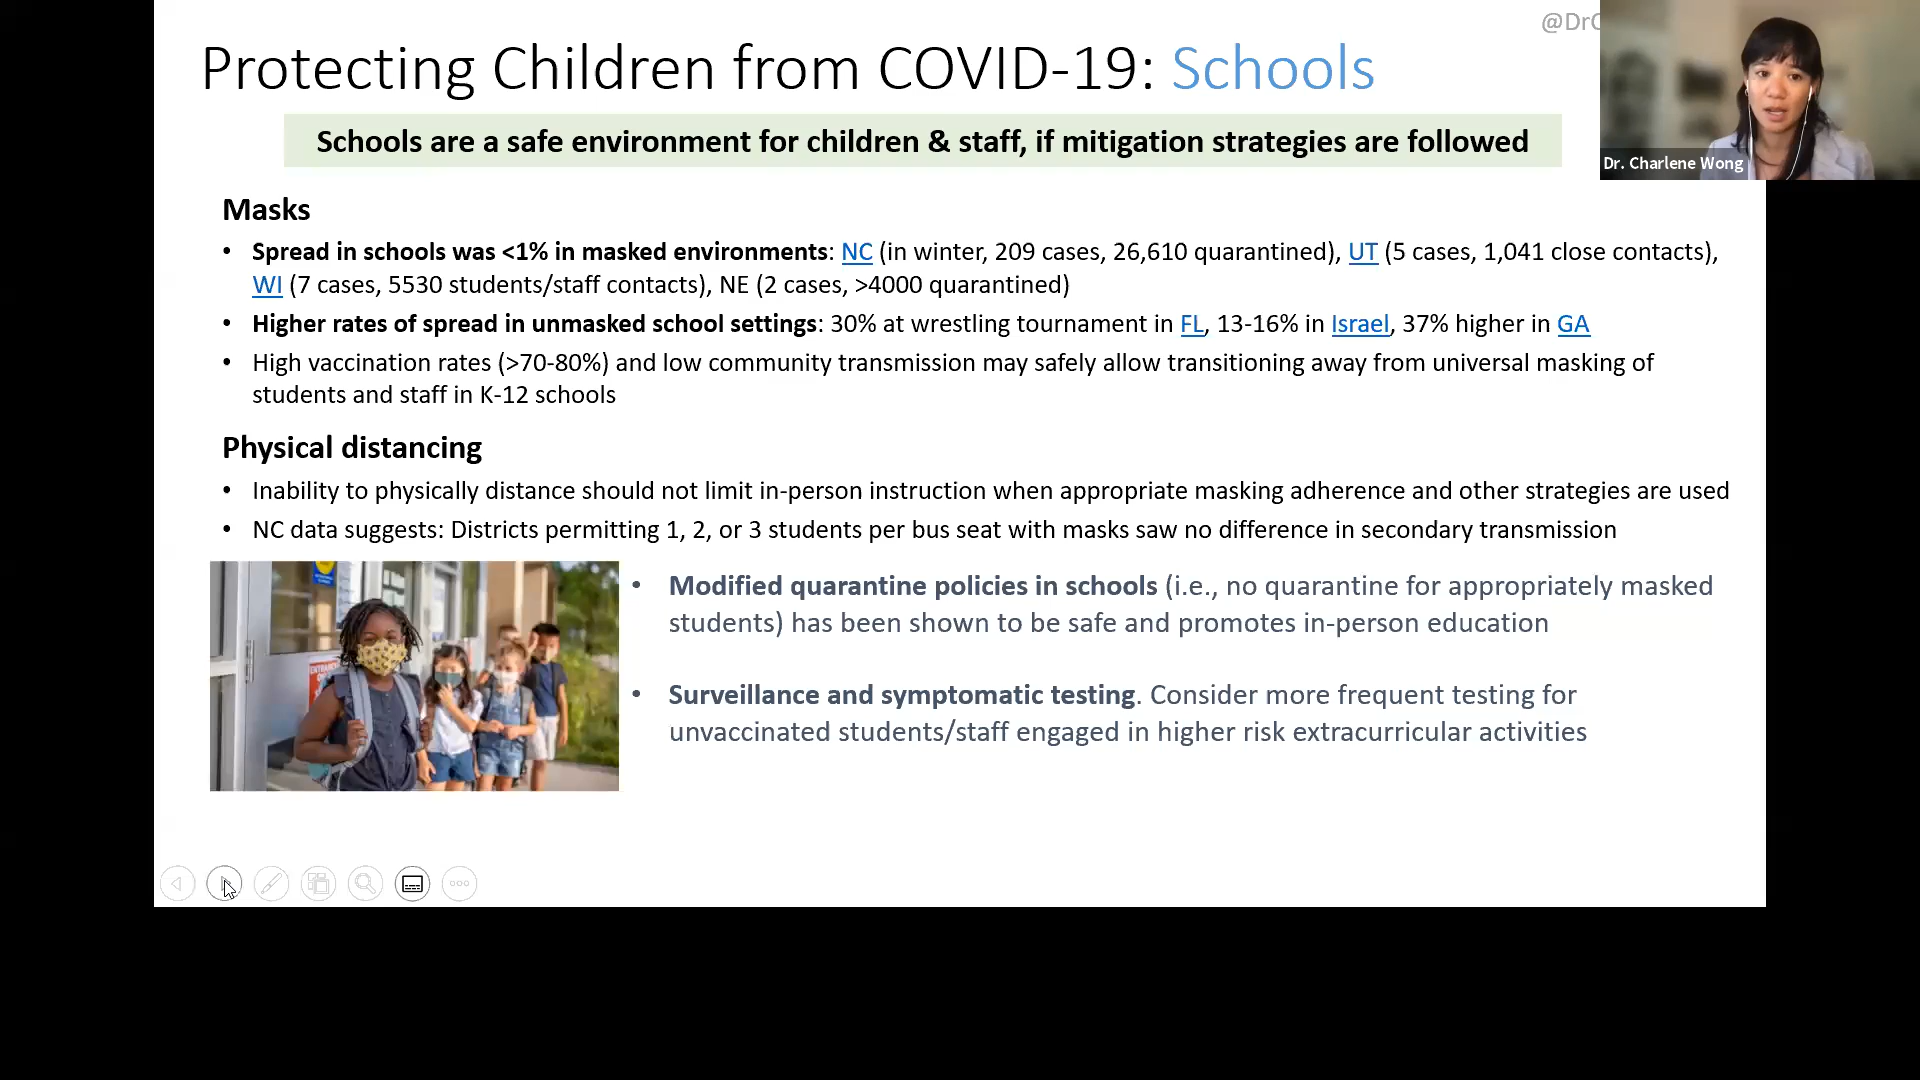 @DrC
Protecting Children from COVID-19: Schools
Schools are a safe environment for children & staff, if mitigation strategies are followed
Dr. Charlene Wong
Masks
• Spread in schools was <1% in masked environments: NC (in winter, 209 cases, 26,610 quarantined), UT (5 cases, 1,041 close contacts),
WI (7 cases, 5530 students/staff contacts), NE (2 cases, >4000 quarantined)
• Higher rates of spread in unmasked school settings: 30% at wrestling tournament in FL, 13-16% in Israel, 37% higher in GA
• High vaccination rates (>70-80%) and low community transmission may safely allow transitioning away from universal masking of
students and staff in K-12 schools
Physical distancing
• Inability to physically distance should not limit in-person instruction when appropriate masking adherence and other strategies are used
• NC data suggests: Districts permitting 1, 2, or 3 students per bus seat with masks saw no difference in secondary transmission
• Modified quarantine policies in schools (i.e., no quarantine for appropriately masked
students) has been shown to be safe and promotes in-person education
• Surveillance and symptomatic testing. Consider more frequent testing for
unvaccinated students/staff engaged in higher risk extracurricular activities